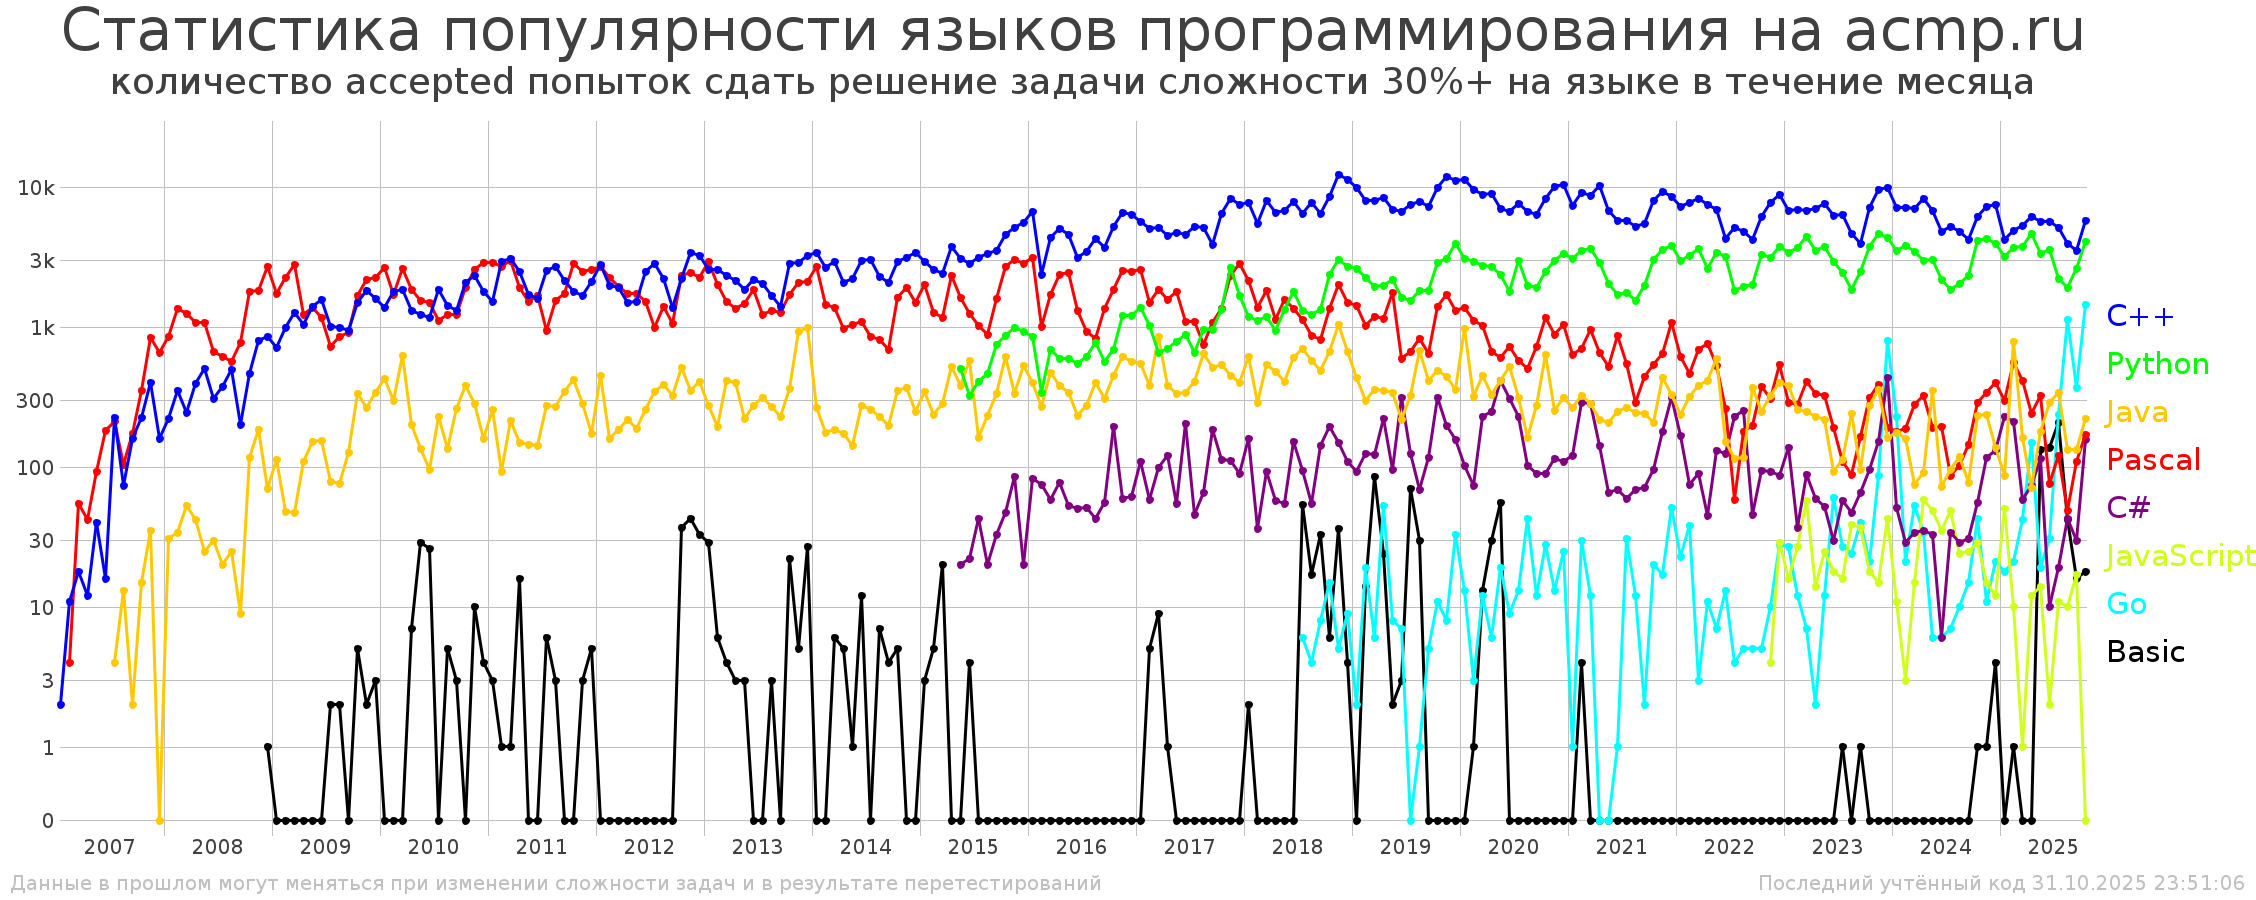 Статистика популярности языков программирования на acmp.ru
количество accepted попыток сдать решение задачи сложности 30%+ на языке в течение месяца
10k
3k
1k
300
100
30
10
3
1
0
C++
Python
Java
Pascal
C#
JavaScript
Go
Basic
2007 2008 2009 2010 2011 2012 2013 2014 2015 2016 2017 2018 2019 2020 2021 2022 2023 2024 2025
Данные в прошлом могут меняться при изменении сложности задач и в результате перетестирований
Последний учтённый код 31.10.2025 23:51:06